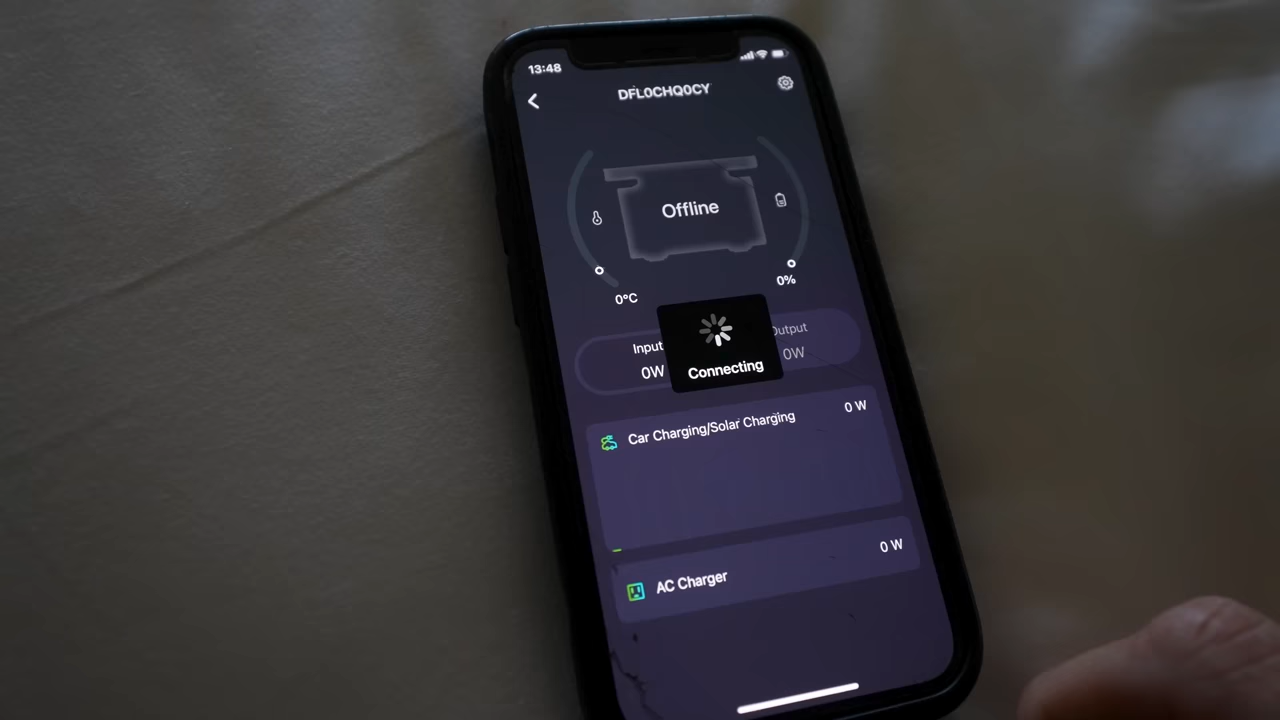 13:48
DFL0CHQ0CY
Offline
0°C
0%
Input
0W
Output
0W
Connecting
Car Charging/Solar Charging
0 W
AC Charger
0 W